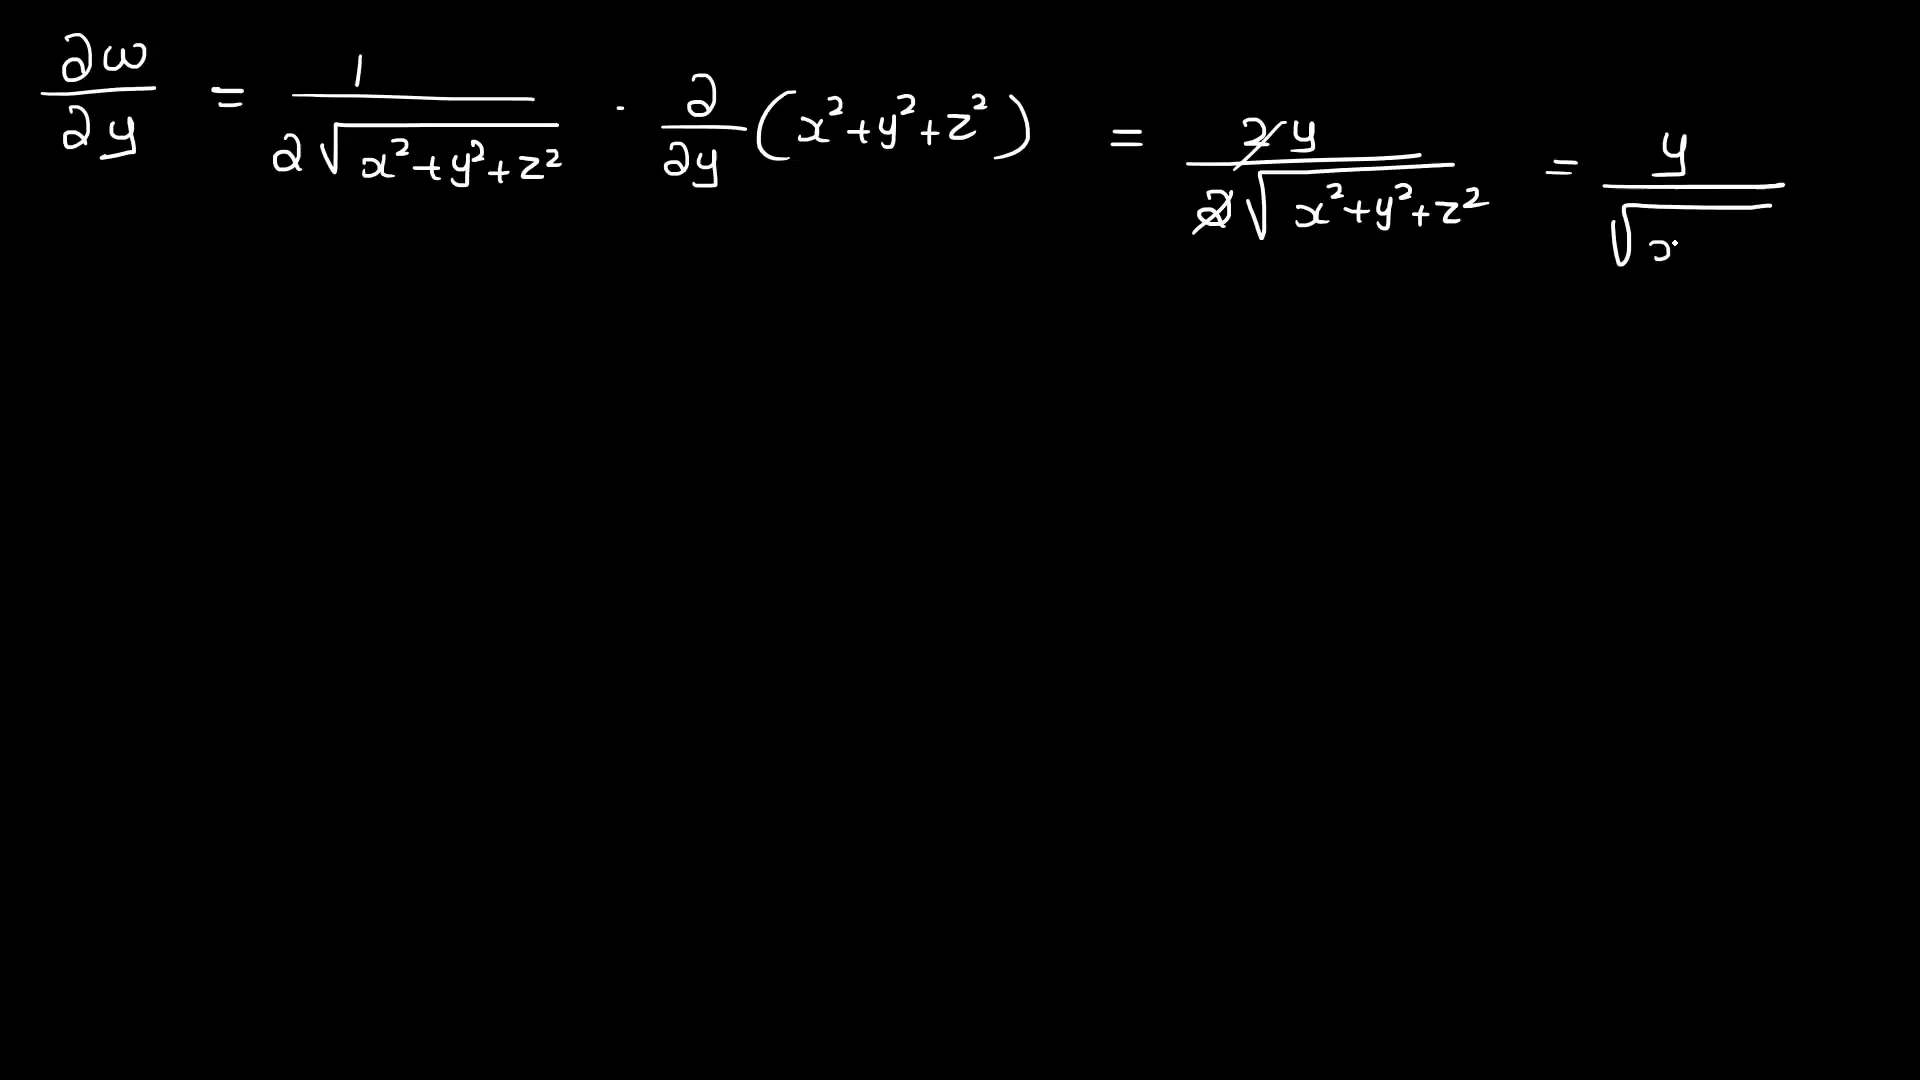 ∂ω/∂y = 1/(2√(x²+y²+z²)) · ∂/∂y (x²+y²+z²) = 2y/(2√(x²+y²+z²)) = y/√x